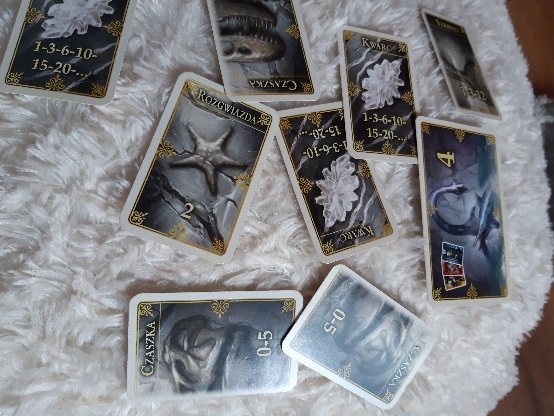 1-3-6-10-
15-20-...
CZASZKA
KWARC
1-3-6-10-
15-20-...
ROZGWIAZDA
2
1-3-6-10-
15-20-...
KWARC
4
CZASZKA
0-5
0-5
CZASZKA